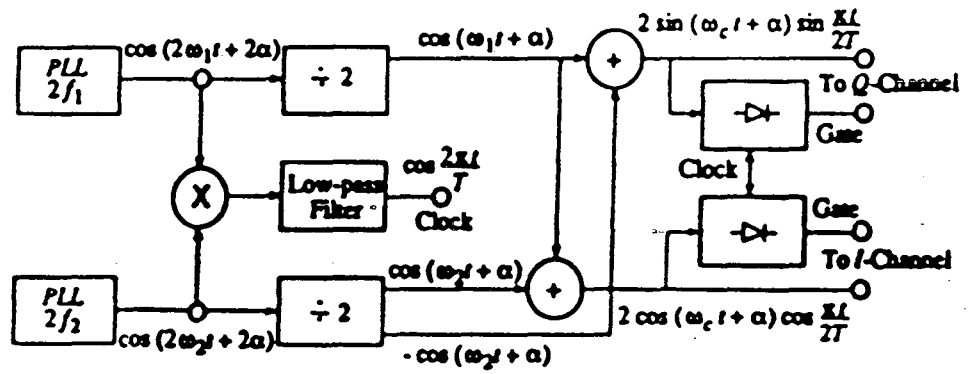 PLL
2f₁
cos (2ω₁t + 2α)
÷ 2
cos (ω₁t + α)
+
2 sin (ω_c t + α) sin πt/2T
To Q-Channel
Gate
X
Low-pass
Filter
cos 2πt/T
Clock
Clock
Gate
To I-Channel
PLL
2f₂
cos (2ω₂t + 2α)
÷ 2
cos (ω₂t + α)
+
2 cos (ω_c t + α) cos πt/2T
- cos (ω₂t + α)